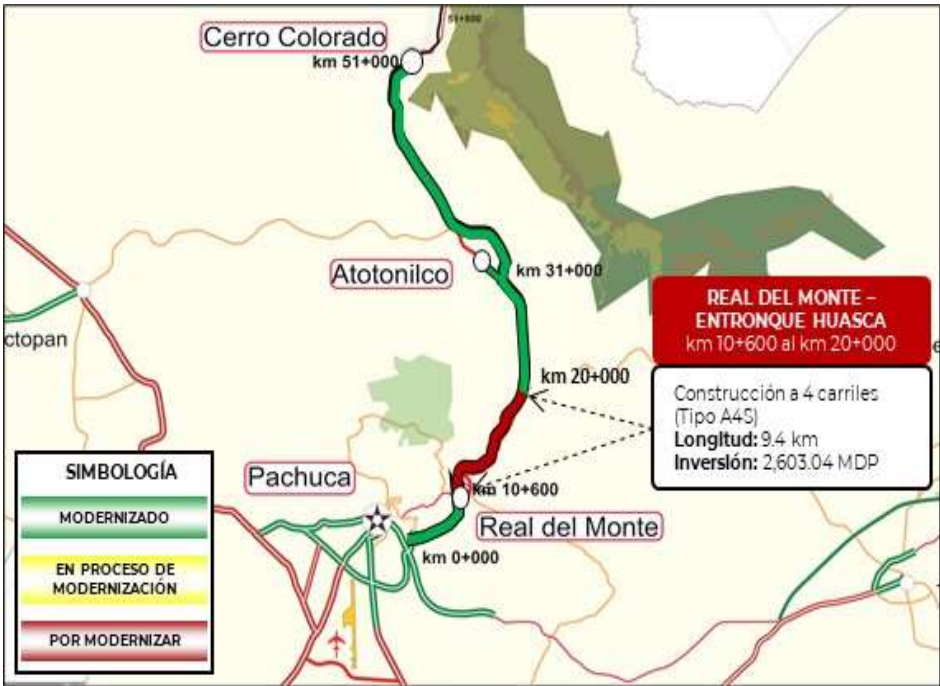 51+800
Cerro Colorado
km 51+000
Atotonilco
km 31+000
REAL DEL MONTE –
ENTRONQUE HUASCA
km 10+600 al km 20+000
ctopan
km 20+000
Construcción a 4 carriles
(Tipo A4S)
Longitud: 9.4 km
Inversión: 2,603.04 MDP
SIMBOLOGÍA
MODERNIZADO
EN PROCESO DE
MODERNIZACIÓN
POR MODERNIZAR
Pachuca
km 10+600
Real del Monte
km 0+000